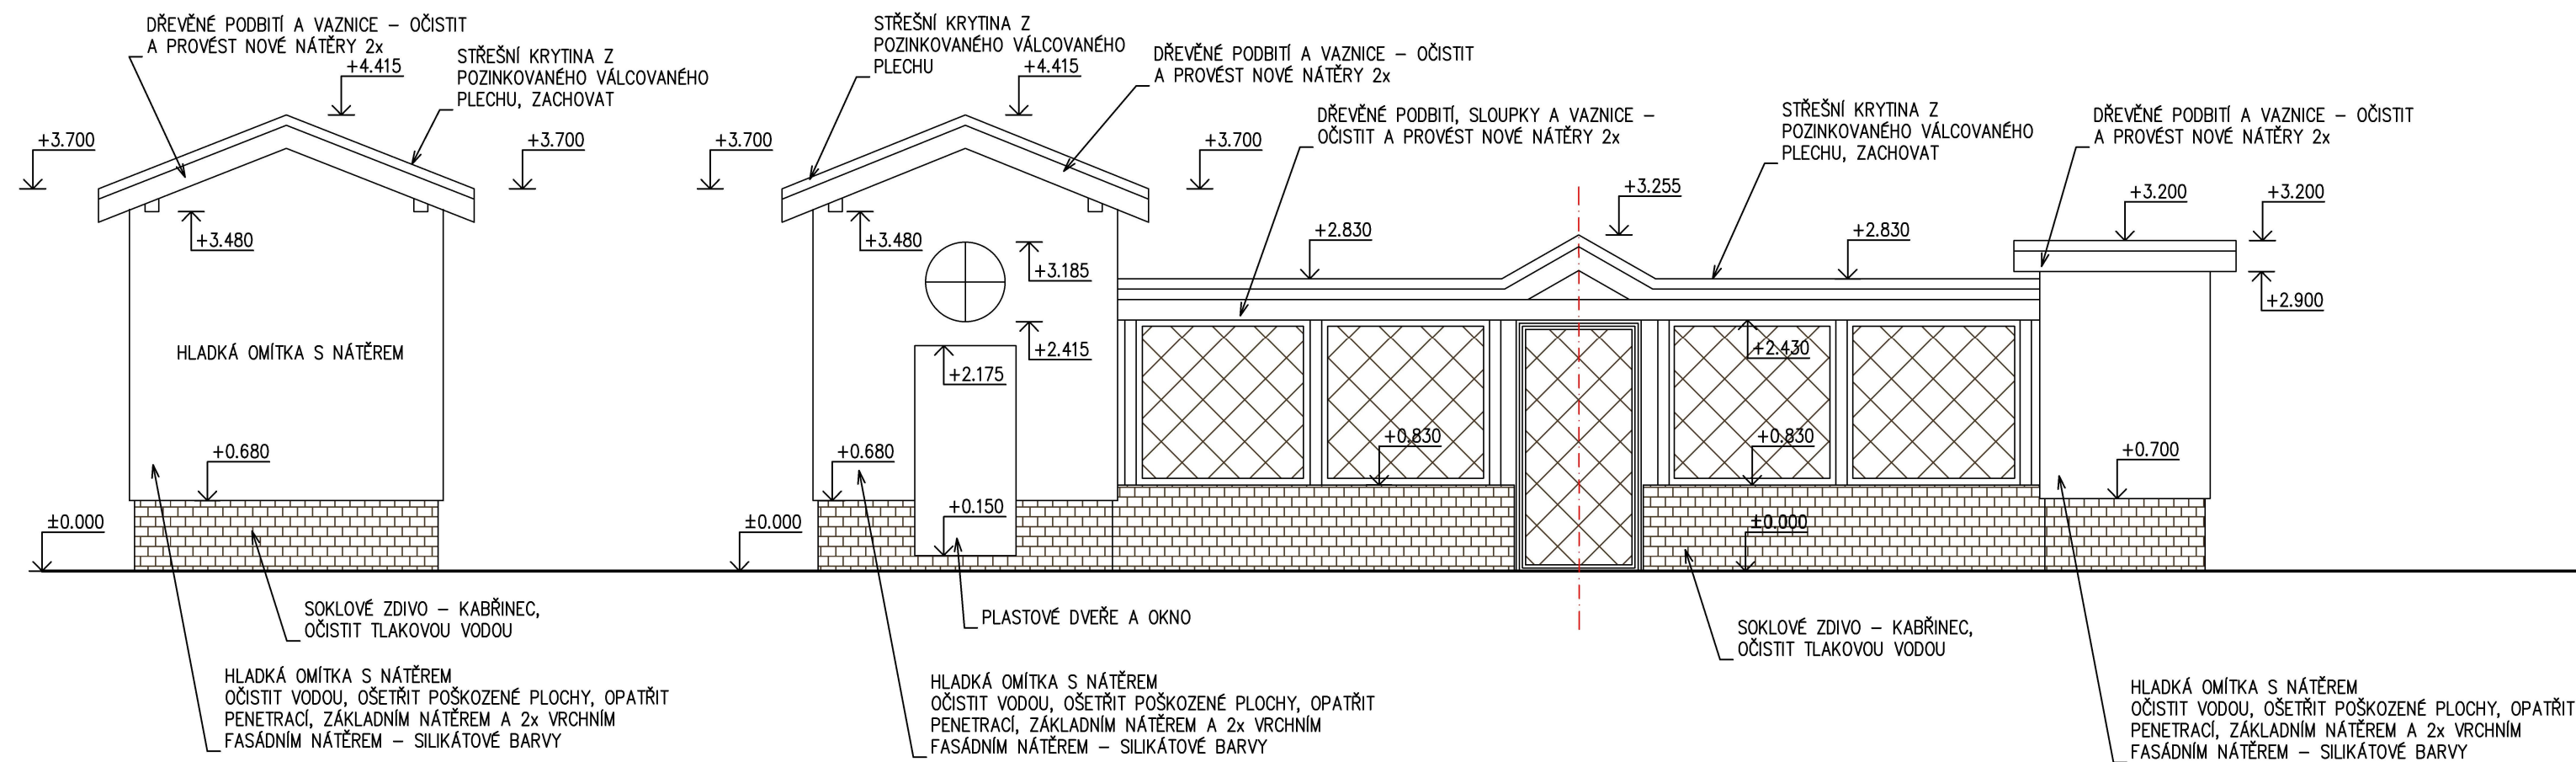 DŘEVĚNÉ PODBITÍ A VAZNICE – OČISTIT
A PROVÉST NOVÉ NÁTĚRY 2x
STŘEŠNÍ KRYTINA Z
POZINKOVANÉHO VÁLCOVANÉHO
PLECHU, ZACHOVAT
+4.415
+3.700
+3.700
+3.480
HLADKÁ OMÍTKA S NÁTĚREM
+0.680
±0.000
SOKLOVÉ ZDIVO – KABŘINEC,
OČISTIT TLAKOVOU VODOU
HLADKÁ OMÍTKA S NÁTĚREM
OČISTIT VODOU, OŠETŘIT POŠKOZENÉ PLOCHY, OPATŘIT
PENETRACÍ, ZÁKLADNÍM NÁTĚREM A 2x VRCHNÍM
FASÁDNÍM NÁTĚREM – SILIKÁTOVÉ BARVY
STŘEŠNÍ KRYTINA Z
POZINKOVANÉHO VÁLCOVANÉHO
PLECHU
+4.415
DŘEVĚNÉ PODBITÍ A VAZNICE – OČISTIT
A PROVÉST NOVÉ NÁTĚRY 2x
+3.700
+3.700
+3.480
+3.185
+2.415
+2.175
+0.680
+0.150
±0.000
PLASTOVÉ DVEŘE A OKNO
HLADKÁ OMÍTKA S NÁTĚREM
OČISTIT VODOU, OŠETŘIT POŠKOZENÉ PLOCHY, OPATŘIT
PENETRACÍ, ZÁKLADNÍM NÁTĚREM A 2x VRCHNÍM
FASÁDNÍM NÁTĚREM – SILIKÁTOVÉ BARVY
DŘEVĚNÉ PODBITÍ, SLOUPKY A VAZNICE –
OČISTIT A PROVÉST NOVÉ NÁTĚRY 2x
STŘEŠNÍ KRYTINA Z
POZINKOVANÉHO VÁLCOVANÉHO
PLECHU, ZACHOVAT
+3.255
+2.830
+2.830
+2.430
+0.830
+0.830
±0.000
SOKLOVÉ ZDIVO – KABŘINEC,
OČISTIT TLAKOVOU VODOU
DŘEVĚNÉ PODBITÍ A VAZNICE – OČISTIT
A PROVÉST NOVÉ NÁTĚRY 2x
+3.200
+3.200
+2.900
+0.700
HLADKÁ OMÍTKA S NÁTĚREM
OČISTIT VODOU, OŠETŘIT POŠKOZENÉ PLOCHY, OPATŘIT
PENETRACÍ, ZÁKLADNÍM NÁTĚREM A 2x VRCHNÍM
FASÁDNÍM NÁTĚREM – SILIKÁTOVÉ BARVY